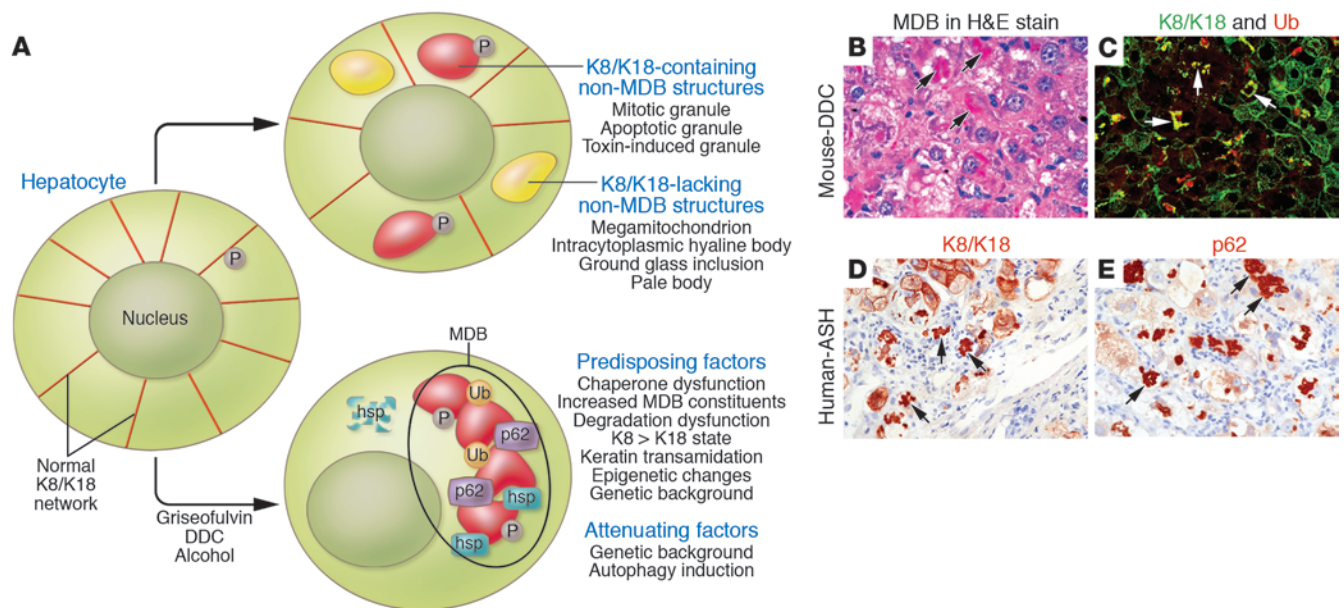 A
Hepatocyte
P
Nucleus
Normal
K8/K18
network
Griseofulvin
DDC
Alcohol
P
P
K8/K18-containing
non-MDB structures
Mitotic granule
Apoptotic granule
Toxin-induced granule
K8/K18-lacking
non-MDB structures
Megamitochondrion
Intracytoplasmic hyaline body
Ground glass inclusion
Pale body
MDB
hsp
Ub
P
p62
Ub
p62
hsp
P
hsp
Predisposing factors
Chaperone dysfunction
Increased MDB constituents
Degradation dysfunction
K8 > K18 state
Keratin transamidation
Epigenetic changes
Genetic background
Attenuating factors
Genetic background
Autophagy induction
MDB in H&E stain
K8/K18 and Ub
B
C
Mouse-DDC
K8/K18
p62
D
E
Human-ASH